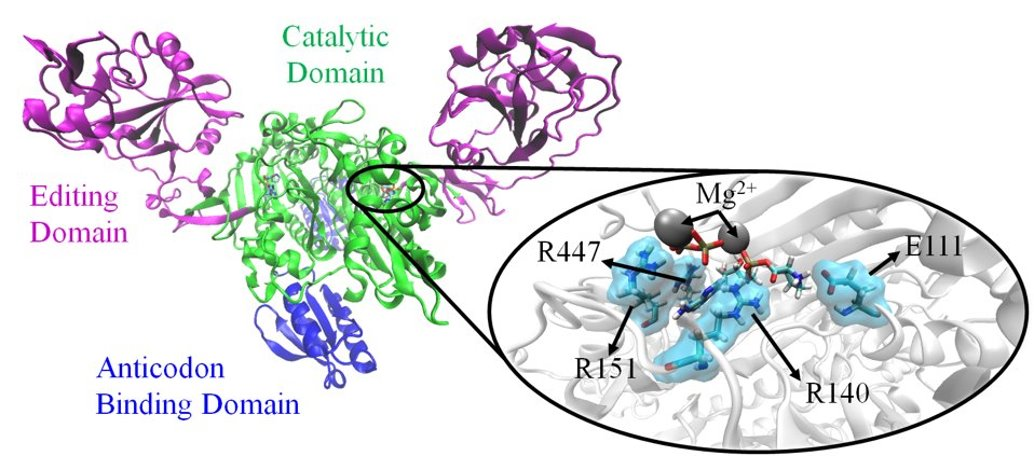 Catalytic
Domain
Editing
Domain
Anticodon
Binding Domain
Mg²⁺
R447
E111
R151
R140